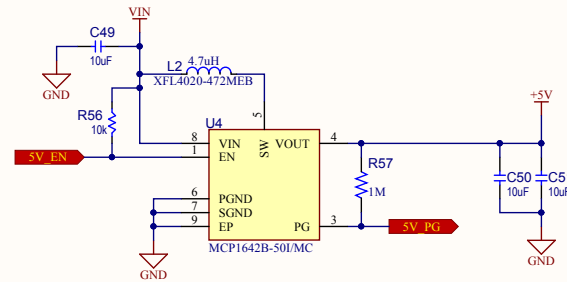 VIN
C49
10uF
GND
L2
4.7uH
XFL4020-472MEB
R56
10k
5V_EN
U4
5
8 VIN
1 EN
SW
VOUT 4
6 PGND
7 SGND
9 EP
PG 3
MCP1642B-50I/MC
GND
R57
1M
5V_PG
+5V
C50
10uF
10uF
GND